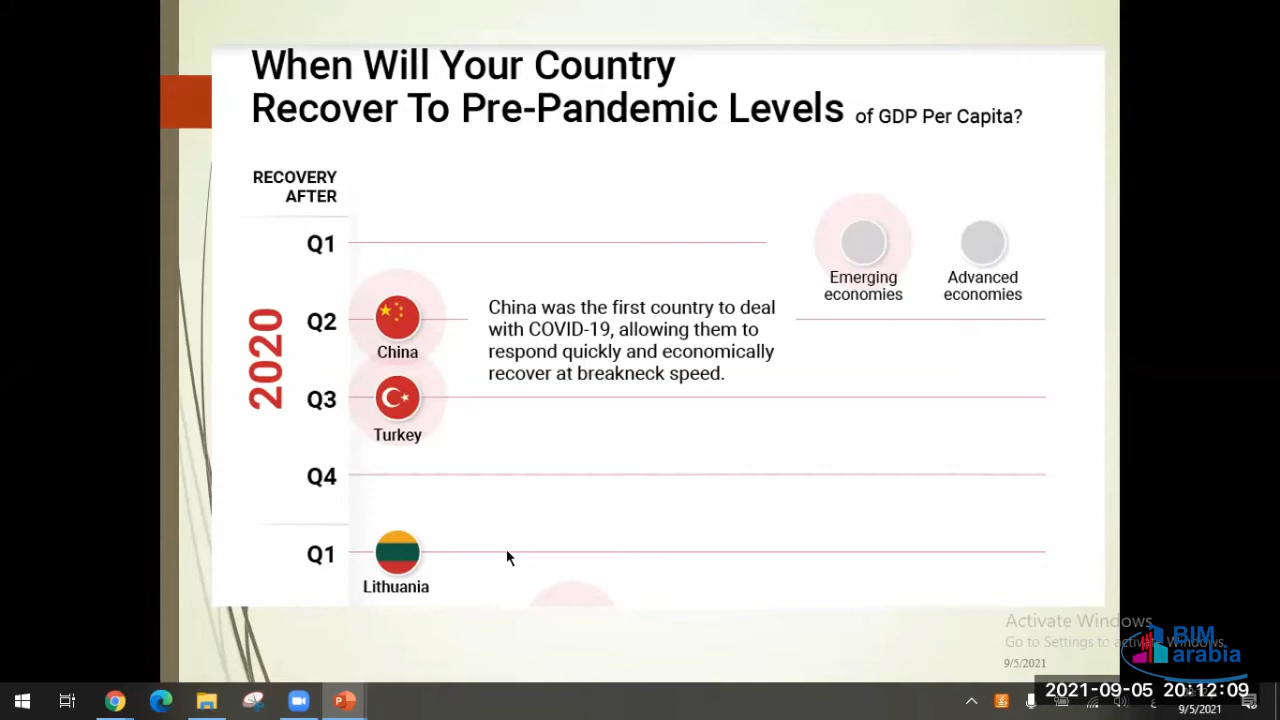 When Will Your Country
Recover To Pre-Pandemic Levels of GDP Per Capita?
RECOVERY
AFTER
Q1
Emerging
economies
Advanced
economies
2020
Q2
China
China was the first country to deal
with COVID-19, allowing them to
respond quickly and economically
recover at breakneck speed.
Q3
Turkey
Q4
Q1
Lithuania
Activate Windows
Go to Settings to activate Windows.
BIM
arabia
9/5/2021
2021-09-05 20:12:09
9/5/2021